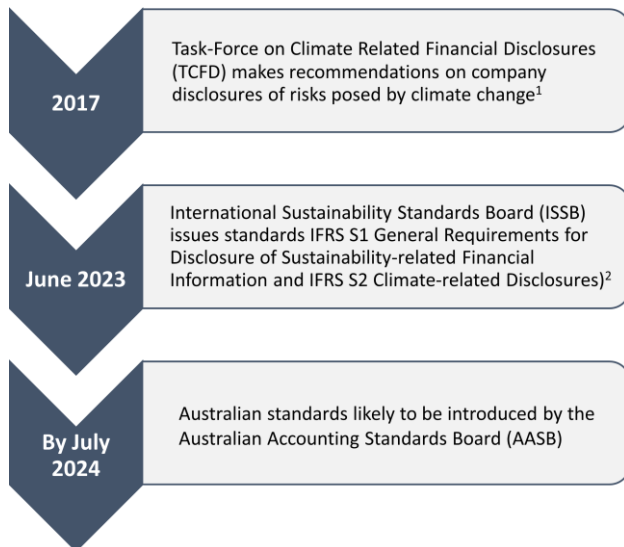 2017
Task-Force on Climate Related Financial Disclosures
(TCFD) makes recommendations on company
disclosures of risks posed by climate change¹
June 2023
International Sustainability Standards Board (ISSB)
issues standards IFRS S1 General Requirements for
Disclosure of Sustainability-related Financial
Information and IFRS S2 Climate-related Disclosures)²
By July
2024
Australian standards likely to be introduced by the
Australian Accounting Standards Board (AASB)